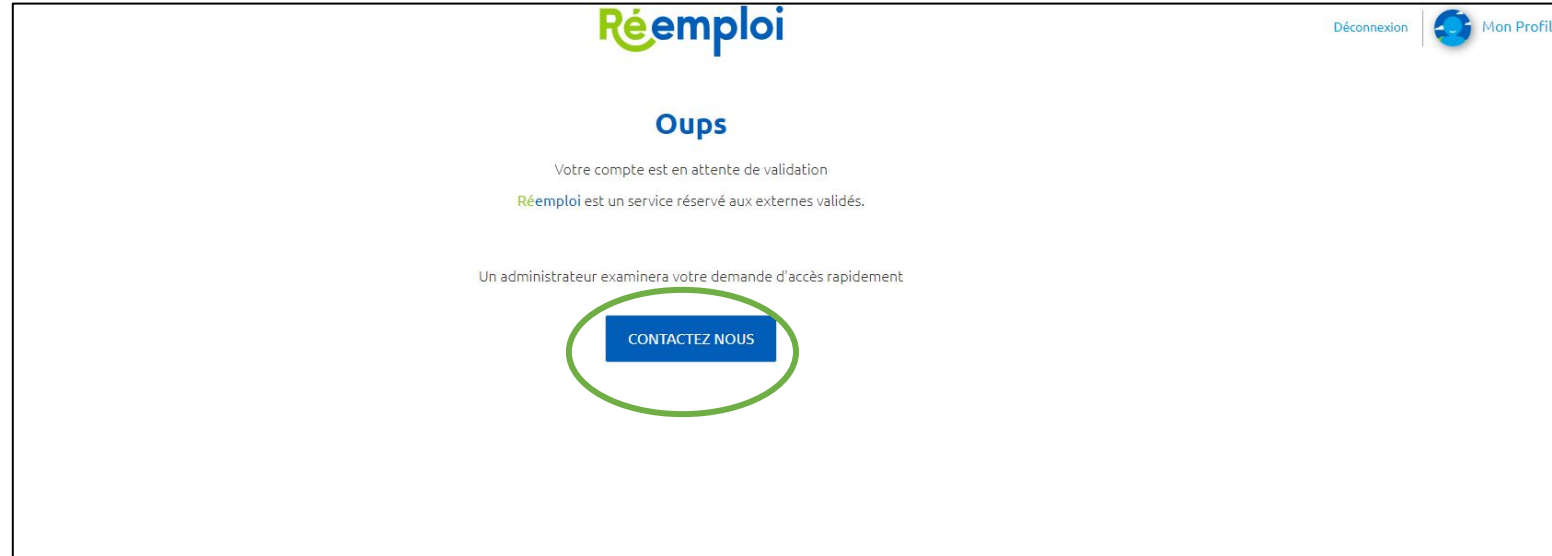 Réemploi
Déconnexion
Mon Profil
Oups
Votre compte est en attente de validation
Réemploi est un service réservé aux externes validés.
Un administrateur examinera votre demande d'accès rapidement
CONTACTEZ NOUS